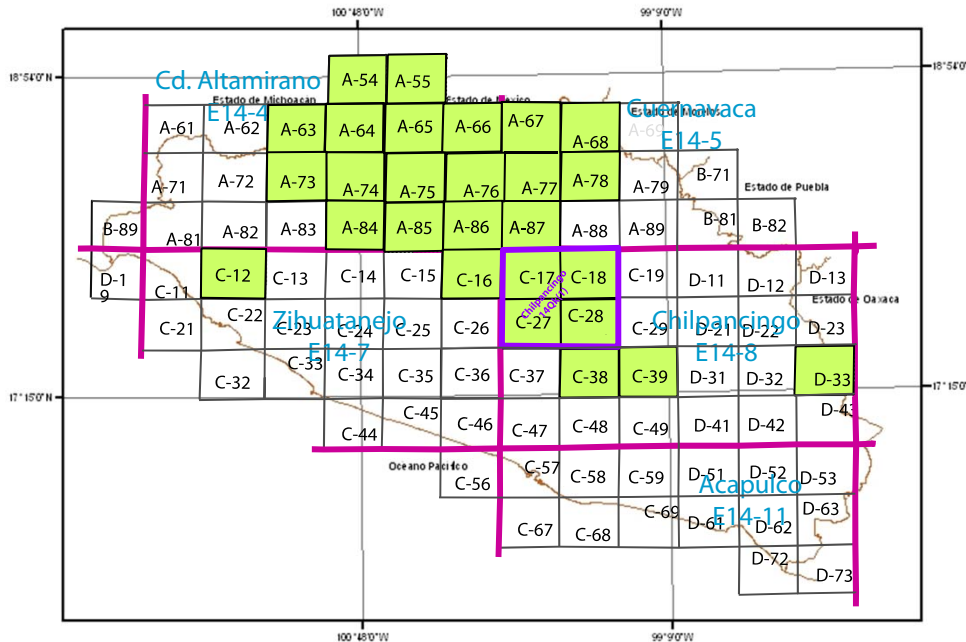 100°48'0"W 99°9'0"W
18°54'0"N 18°54'0"N
A-54 A-55
Cd. Altamirano
E14-4
Estado de Michoacan Estado de Mexico
Cuernavaca
E14-5
Estado de Morelos
A-61 A-62 A-63 A-64 A-65 A-66 A-67 A-68 A-69
A-71 A-72 A-73 A-74 A-75 A-76 A-77 A-78 A-79 B-71
Estado de Puebla
B-89 A-81 A-82 A-83 A-84 A-85 A-86 A-87 A-88 A-89 B-81 B-82
D-1
9
C-11 C-12 C-13 C-14 C-15 C-16 C-17 C-18 C-19 D-11 D-12 D-13
Chilpancingo
Estado de Oaxaca
C-21 C-22 C-23 C-24 C-25 C-26 C-27 C-28 C-29 D-21 D-22 D-23
Zihuatanejo
E14-7
Chilpancingo
E14-8
C-32 C-33 C-34 C-35 C-36 C-37 C-38 C-39 D-31 D-32 D-33
17°15'0"N 17°15'0"N
C-44 C-45 C-46 C-47 C-48 C-49 D-41 D-42 D-43
Oceano Pacifico
C-56 C-57 C-58 C-59 D-51 D-52 D-53
Acapulco
E14-11
C-67 C-68 C-69 D-61 D-62 D-63
D-72 D-73
100°48'0"W 99°9'0"W